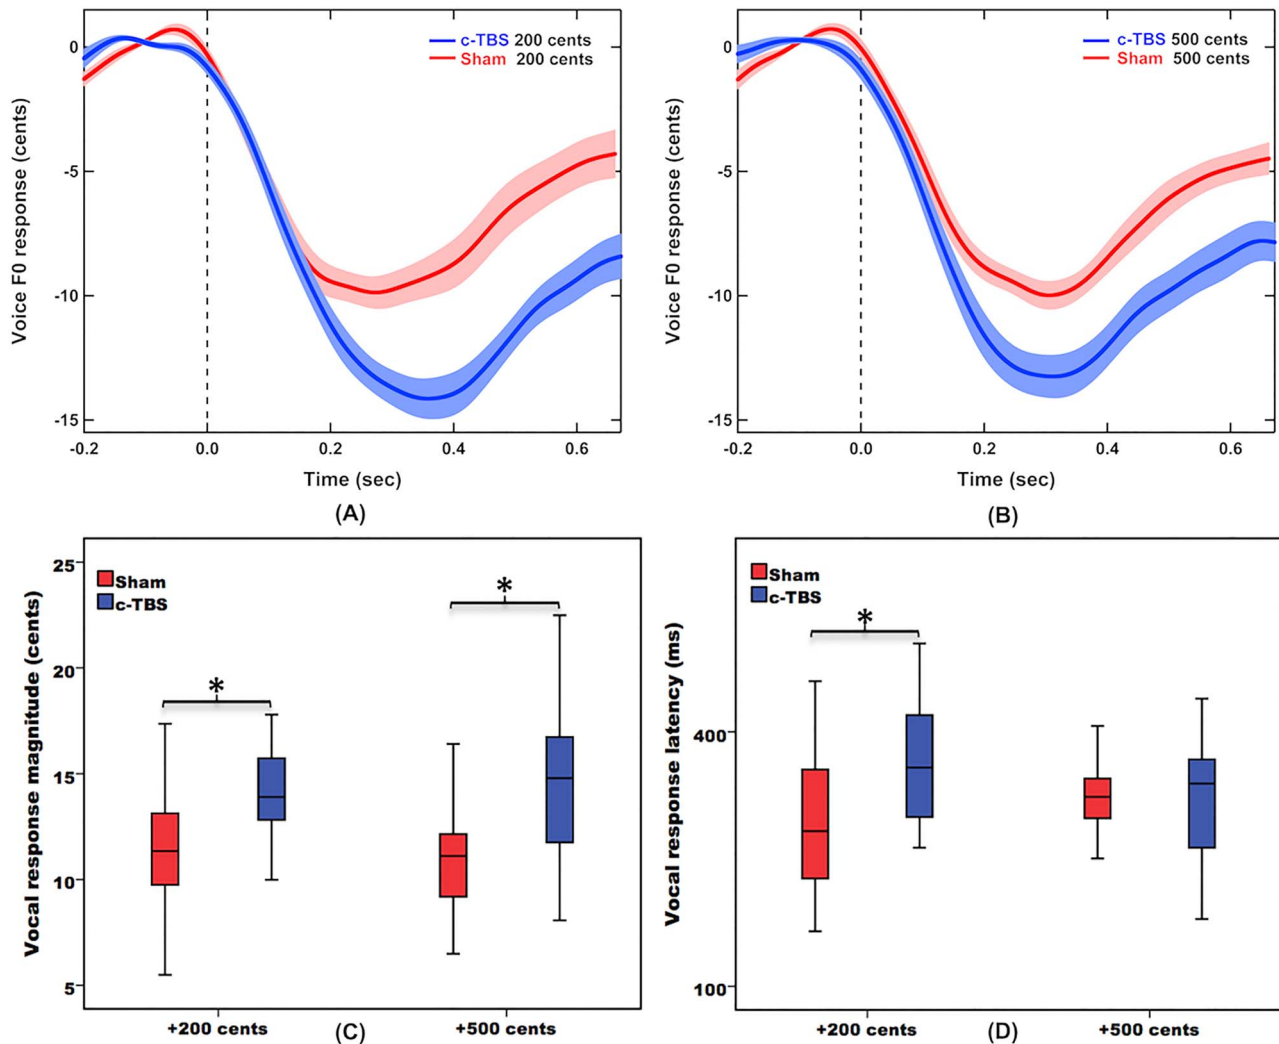 0
-5
-10
-15
Voice F0 response (cents)
c-TBS 200 cents
Sham 200 cents
-0.2
0.0
0.2
0.4
0.6
Time (sec)
(A)
0
-5
-10
-15
Voice F0 response (cents)
c-TBS 500 cents
Sham 500 cents
-0.2
0.0
0.2
0.4
0.6
Time (sec)
(B)
25
20
15
10
5
Vocal response magnitude (cents)
Sham
c-TBS
*
*
+200 cents
(C)
+500 cents
400
100
Vocal response latency (ms)
Sham
c-TBS
*
+200 cents
(D)
+500 cents